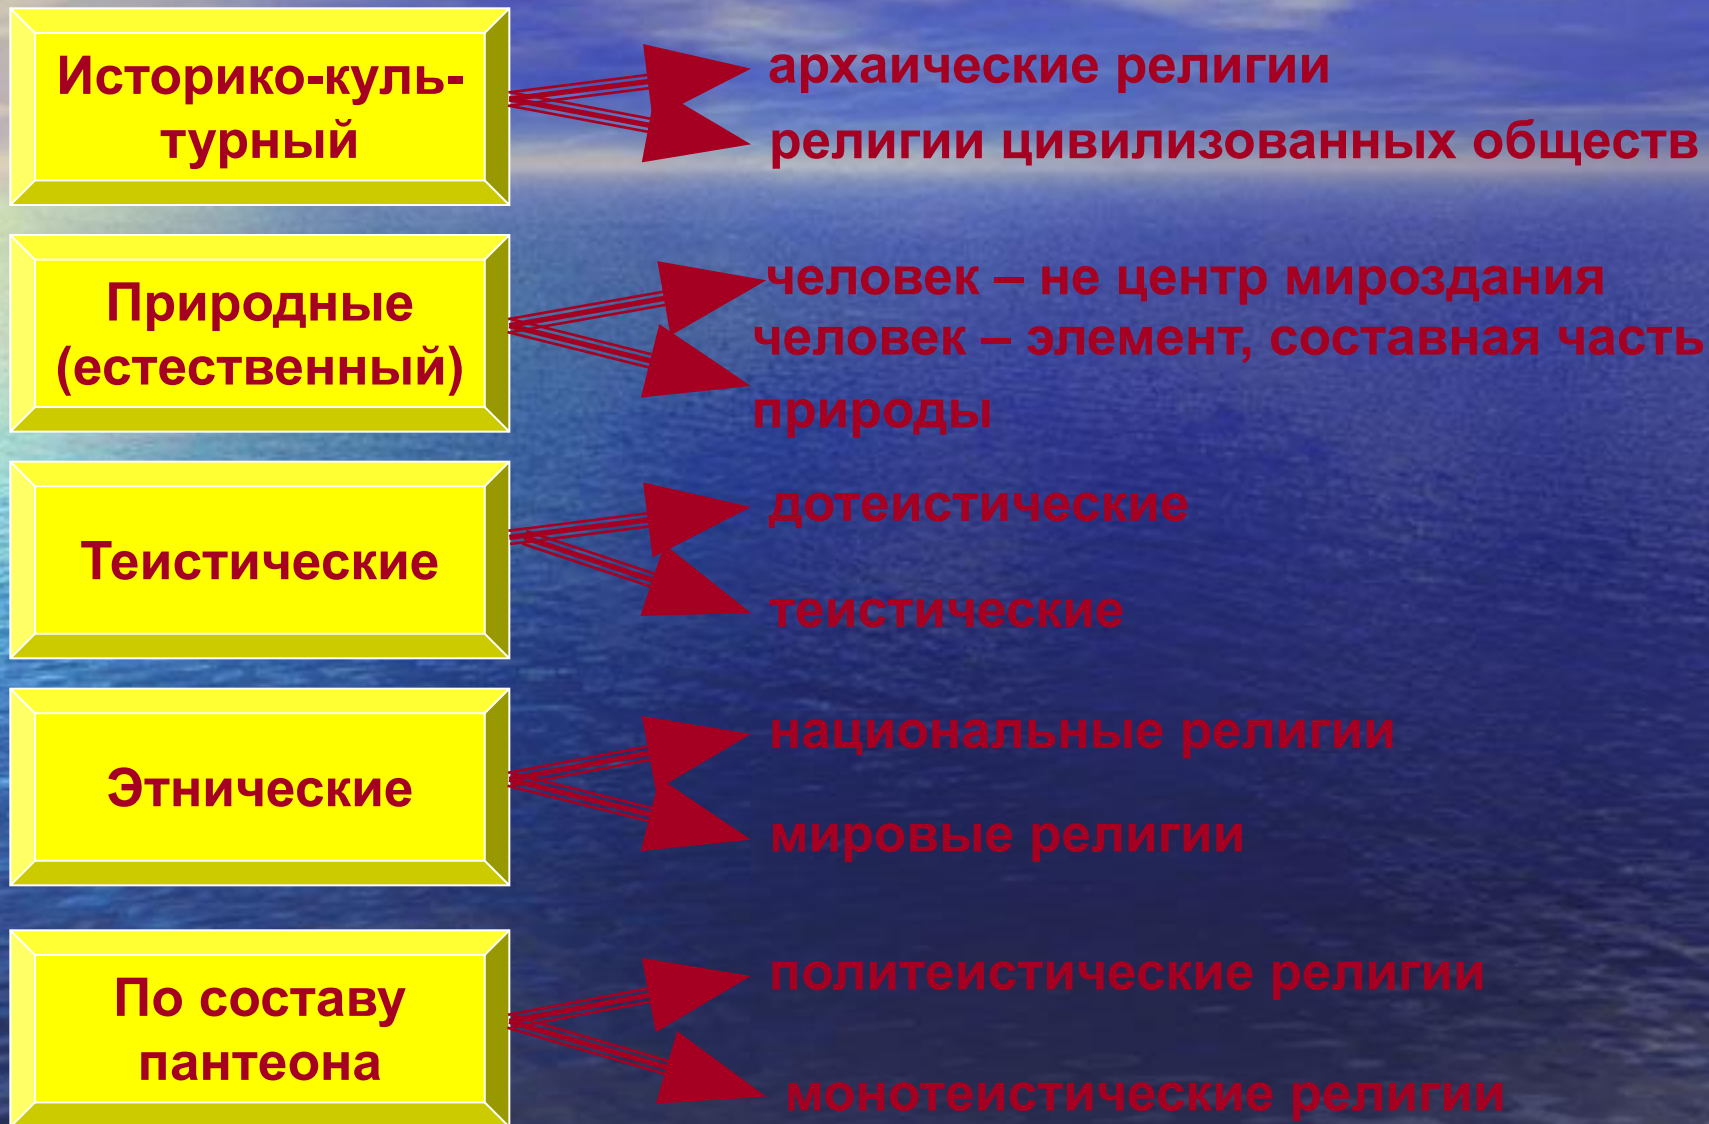 Историко-куль-
турный
архаические религии
религии цивилизованных обществ
Природные
(естественный)
человек – не центр мироздания
человек – элемент, составная часть
природы
Теистические
дотеистические
теистические
Этнические
национальные религии
мировые религии
По составу
пантеона
политеистические религии
монотеистические религии